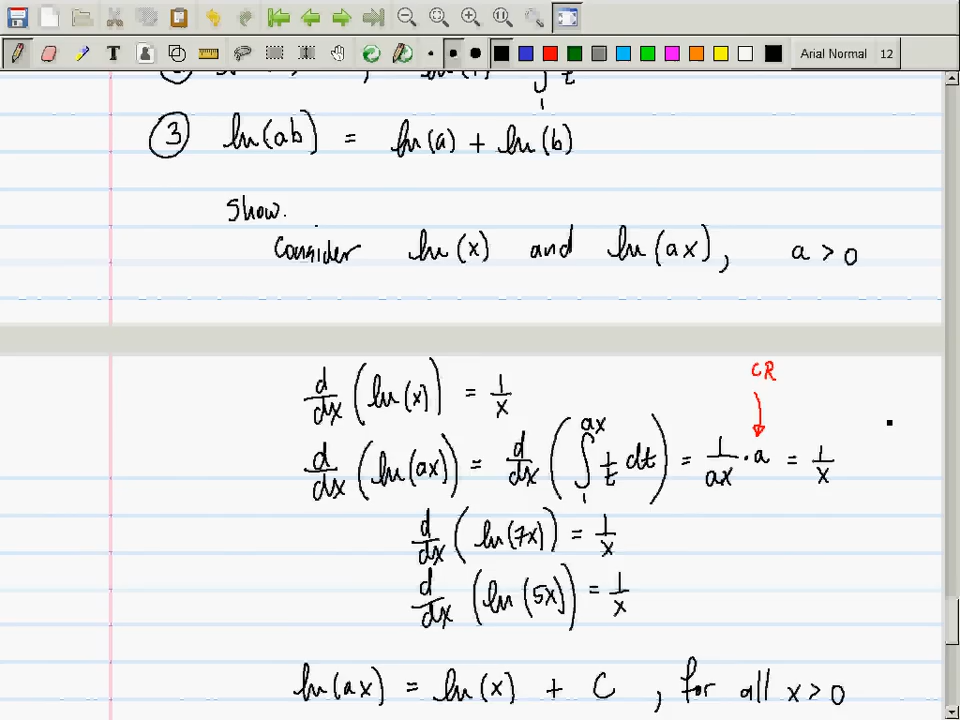 Arial Normal 12
③ ln(ab) = ln(a) + ln(b)
Show.
Consider ln(x) and ln(ax), a > 0
CR
d/dx (ln(x)) = 1/x
d/dx (ln(ax)) = d/dx (∫₁^ax 1/t dt) = 1/ax · a = 1/x
d/dx (ln(7x)) = 1/x
d/dx (ln(5x)) = 1/x
ln(ax) = ln(x) + C, for all x > 0